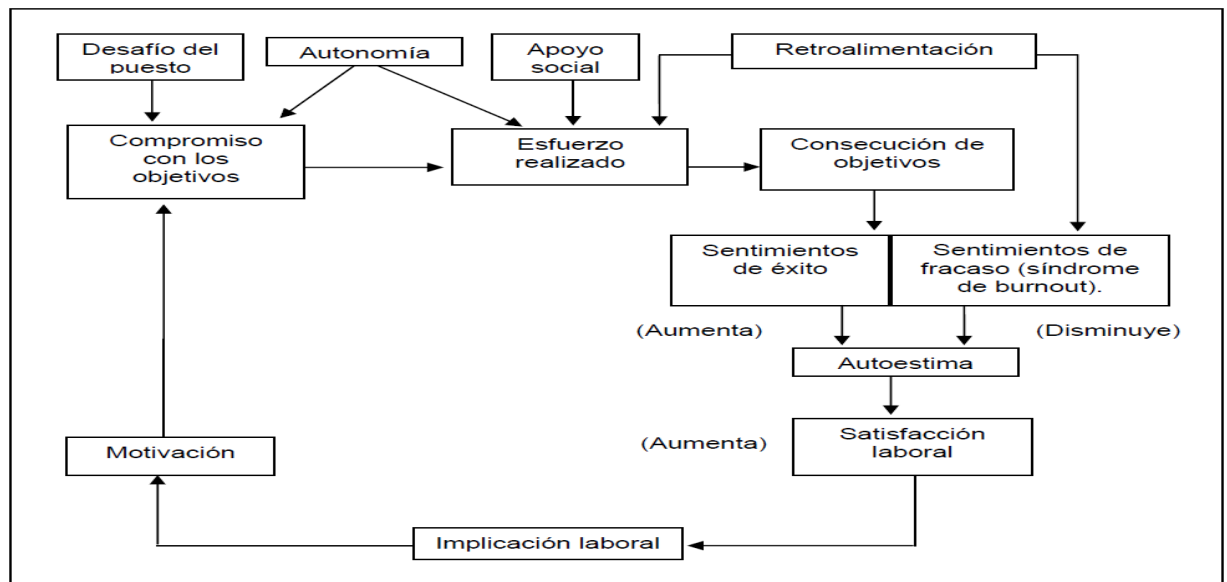 Desafío del
puesto
Autonomía
Apoyo
social
Retroalimentación
Compromiso
con los
objetivos
Esfuerzo
realizado
Consecución de
objetivos
Sentimientos
de éxito
Sentimientos de
fracaso (síndrome
de burnout).
(Aumenta)
(Disminuye)
Autoestima
(Aumenta)
Satisfacción
laboral
Motivación
Implicación laboral